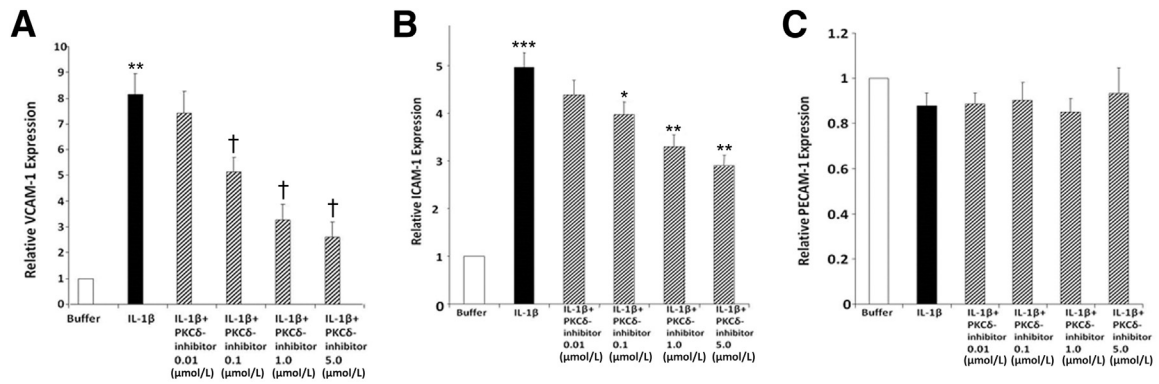 A
Relative VCAM-1 Expression
10
9
8
7
6
5
4
3
2
1
0
**
†
†
†
Buffer
IL-1β
IL-1β+
PKCδ-
inhibitor
0.01
(μmol/L)
IL-1β+
PKCδ-
inhibitor
0.1
(μmol/L)
IL-1β+
PKCδ-
inhibitor
1.0
(μmol/L)
IL-1β+
PKCδ-
inhibitor
5.0
(μmol/L)
B
Relative ICAM-1 Expression
5
4
3
2
1
0
***
*
**
**
Buffer
IL-1β
IL-1β+
PKCδ-
inhibitor
0.01
(μmol/L)
IL-1β+
PKCδ-
inhibitor
0.1
(μmol/L)
IL-1β+
PKCδ-
inhibitor
1.0
(μmol/L)
IL-1β+
PKCδ-
inhibitor
5.0
(μmol/L)
C
Relative PECAM-1 Expression
1.2
1
0.8
0.6
0.4
0.2
0
Buffer
IL-1β
IL-1β+
PKCδ-
inhibitor
0.01
(μmol/L)
IL-1β+
PKCδ-
inhibitor
0.1
(μmol/L)
IL-1β+
PKCδ-
inhibitor
1.0
(μmol/L)
IL-1β+
PKCδ-
inhibitor
5.0
(μmol/L)